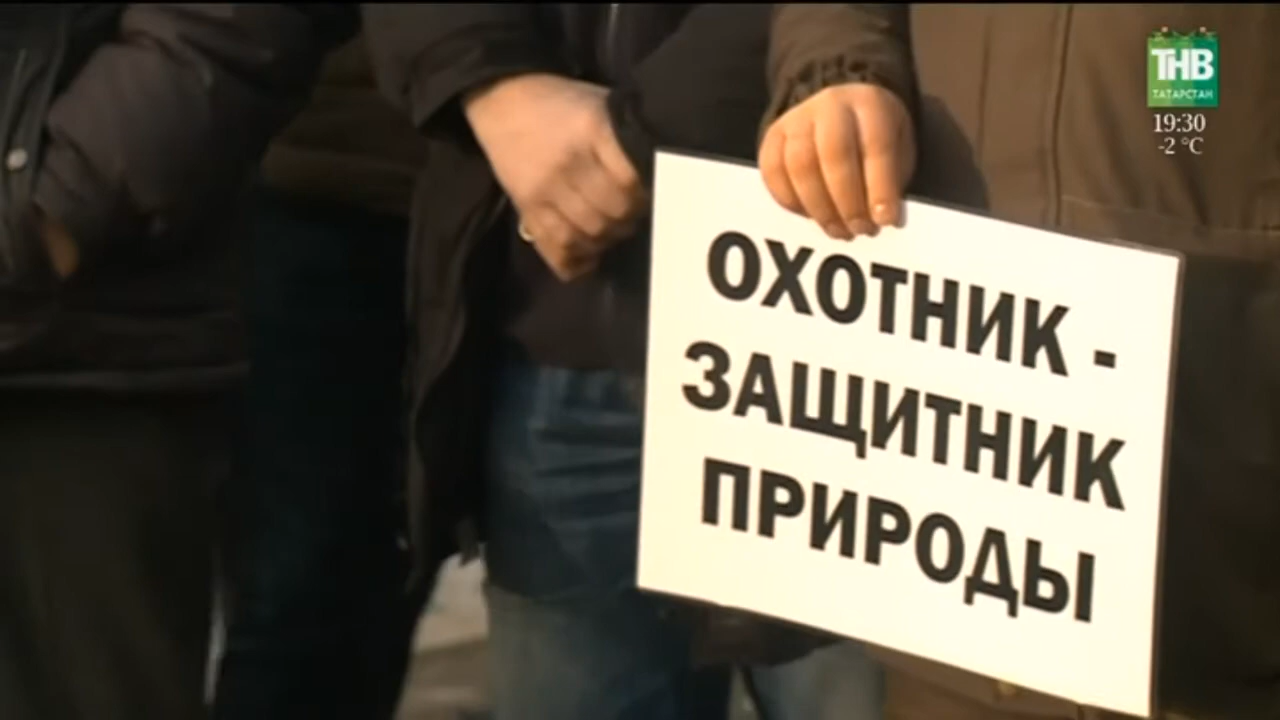 ТНВ
ТАТАРСТАН
19:30
-2 °C
ОХОТНИК -
ЗАЩИТНИК
ПРИРОДЫ